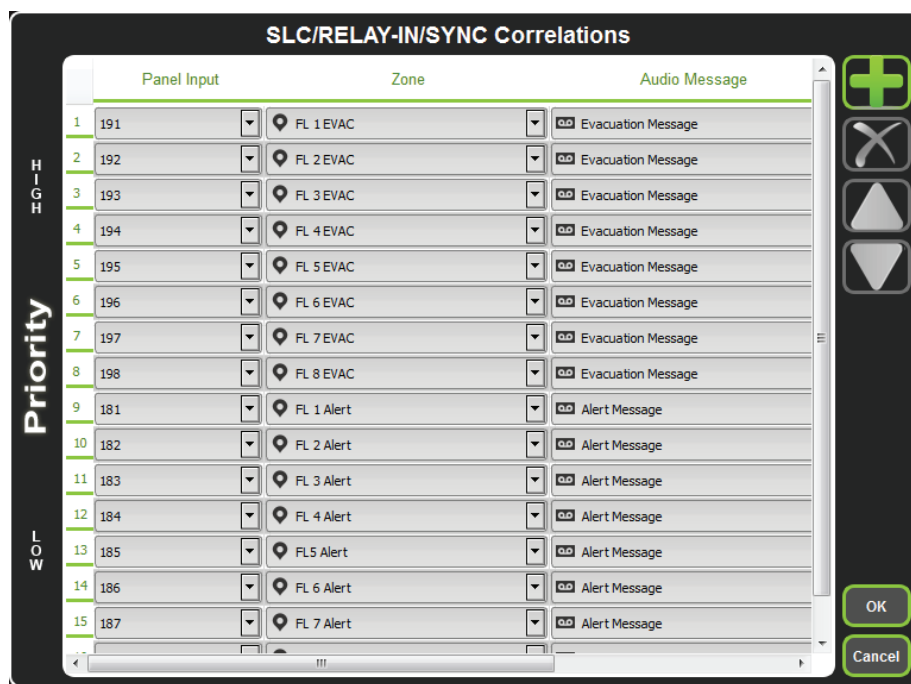 SLC/RELAY-IN/SYNC Correlations
Panel Input Zone Audio Message
1 191 FL 1 EVAC Evacuation Message
2 192 FL 2 EVAC Evacuation Message
3 193 FL 3 EVAC Evacuation Message
4 194 FL 4 EVAC Evacuation Message
5 195 FL 5 EVAC Evacuation Message
6 196 FL 6 EVAC Evacuation Message
7 197 FL 7 EVAC Evacuation Message
8 198 FL 8 EVAC Evacuation Message
9 181 FL 1 Alert Alert Message
10 182 FL 2 Alert Alert Message
11 183 FL 3 Alert Alert Message
12 184 FL 4 Alert Alert Message
13 185 FL5 Alert Alert Message
14 186 FL 6 Alert Alert Message
15 187 FL 7 Alert Alert Message
HIGH
Priority
LOW
OK
Cancel